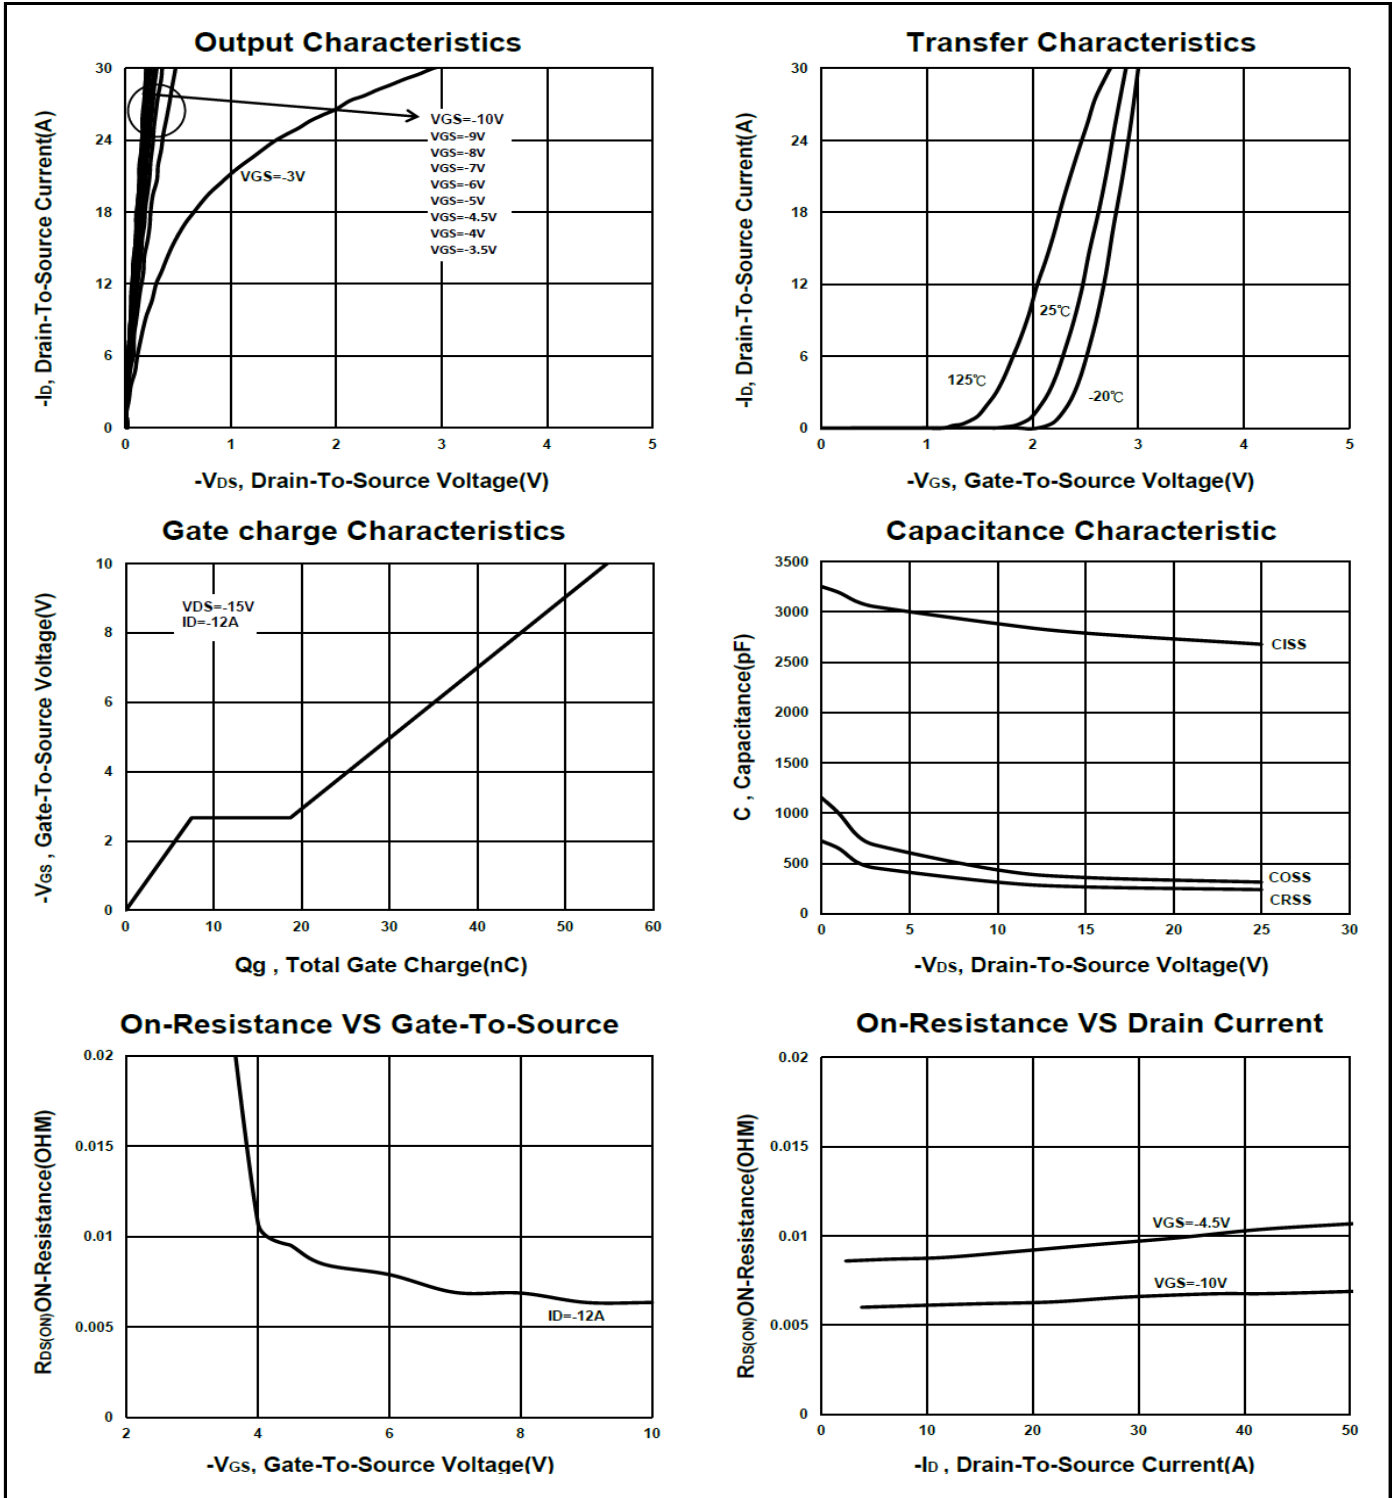 Output Characteristics
-ID, Drain-To-Source Current(A)
30
24
18
12
6
0
VGS=-10V
VGS=-9V
VGS=-8V
VGS=-7V
VGS=-6V
VGS=-5V
VGS=-4.5V
VGS=-4V
VGS=-3.5V
VGS=-3V
0 1 2 3 4 5
-VDS, Drain-To-Source Voltage(V)
Transfer Characteristics
-ID, Drain-To-Source Current(A)
30
24
18
12
6
0
25℃
125℃
-20℃
0 1 2 3 4 5
-VGS, Gate-To-Source Voltage(V)
Gate charge Characteristics
-VGS , Gate-To-Source Voltage(V)
10
8
6
4
2
0
VDS=-15V
ID=-12A
0 10 20 30 40 50 60
Qg , Total Gate Charge(nC)
Capacitance Characteristic
C , Capacitance(pF)
3500
3000
2500
2000
1500
1000
500
0
CISS
COSS
CRSS
0 5 10 15 20 25 30
-VDS, Drain-To-Source Voltage(V)
On-Resistance VS Gate-To-Source
RDS(ON)ON-Resistance(OHM)
0.02
0.015
0.01
0.005
0
ID=-12A
2 4 6 8 10
-VGS, Gate-To-Source Voltage(V)
On-Resistance VS Drain Current
RDS(ON)ON-Resistance(OHM)
0.02
0.015
0.01
0.005
0
VGS=-4.5V
VGS=-10V
0 10 20 30 40 50
-ID , Drain-To-Source Current(A)